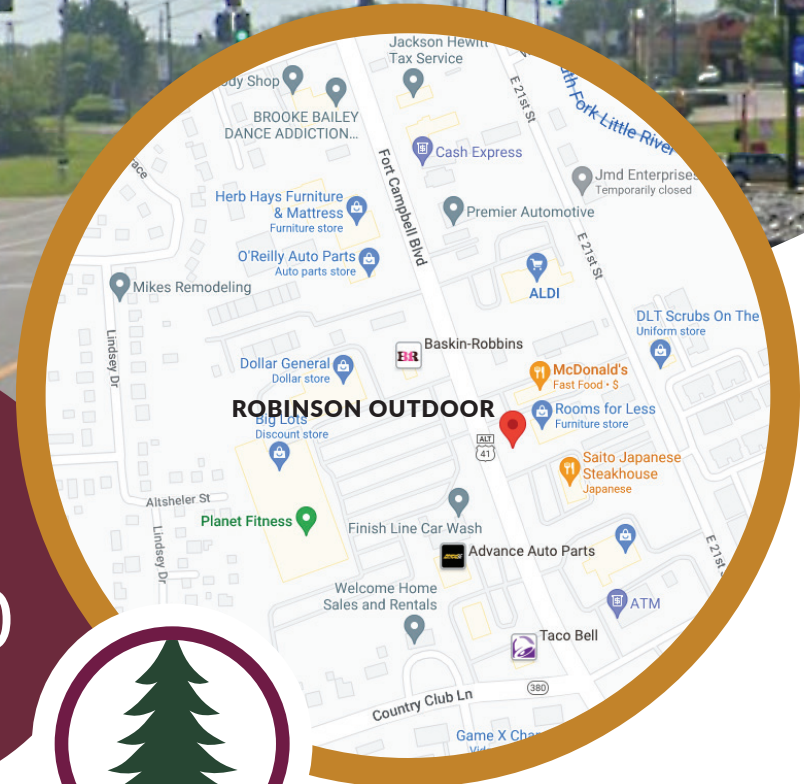 Jackson Hewitt
Tax Service
dy Shop
E 21st St
uth Fork Little River
BROOKE BAILEY
DANCE ADDICTION...
Cash Express
Fort Campbell Blvd
Jmd Enterprises
Temporarily closed
Herb Hays Furniture
& Mattress
Furniture store
Premier Automotive
E 21st St
O'Reilly Auto Parts
Auto parts store
Mikes Remodeling
ALDI
DLT Scrubs On The
Uniform store
Lindsey Dr
Baskin-Robbins
BR
Dollar General
Dollar store
McDonald's
Fast Food • $
ROBINSON OUTDOOR
Rooms for Less
Furniture store
Big Lots
Discount store
ALT
41
Saito Japanese
Steakhouse
Japanese
Altsheler St
Planet Fitness
Finish Line Car Wash
Lindsey Dr
Advance Auto Parts
E 21st
Welcome Home
Sales and Rentals
ATM
Taco Bell
380
Country Club Ln
Game X Cha